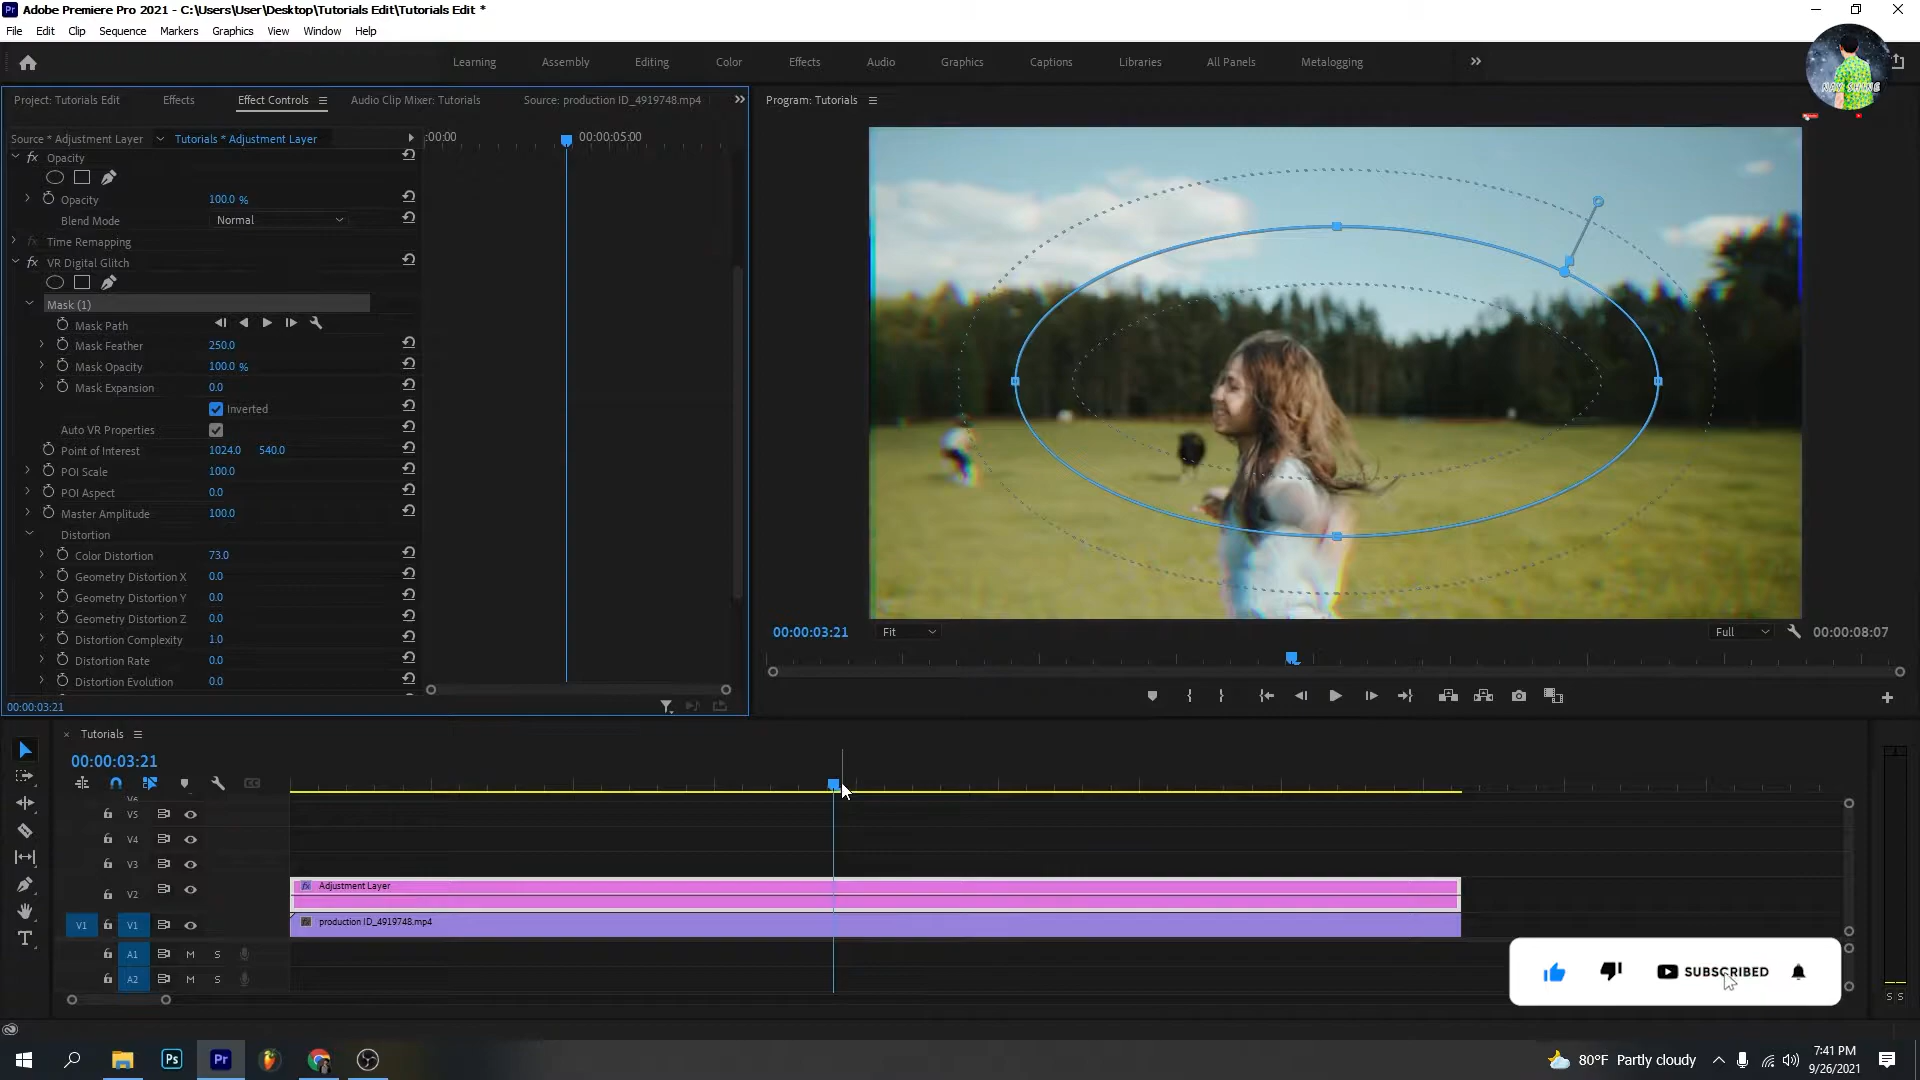 Adobe Premiere Pro 2021 - C:\Users\User\Desktop\Tutorials Edit\Tutorials Edit *
File Edit Clip Sequence Markers Graphics View Window Help
Learning Assembly Editing Color Effects Audio Graphics Captions Libraries All Panels Metalogging
NAY SHINE
Project: Tutorials Edit Effects Effect Controls Audio Clip Mixer: Tutorials Source: production ID_4919748.mp4
Program: Tutorials
Source * Adjustment Layer Tutorials * Adjustment Layer
:00:00 00:00:05:00
fx Opacity
Opacity 100.0 %
Blend Mode Normal
fx Time Remapping
fx VR Digital Glitch
Mask (1)
Mask Path
Mask Feather 250.0
Mask Opacity 100.0 %
Mask Expansion 0.0
Inverted
Auto VR Properties
Point of Interest 1024.0 540.0
POI Scale 100.0
POI Aspect 0.0
Master Amplitude 100.0
Distortion
Color Distortion 73.0
Geometry Distortion X 0.0
Geometry Distortion Y 0.0
Geometry Distortion Z 0.0
Distortion Complexity 1.0
Distortion Rate 0.0
Distortion Evolution 0.0
00:00:03:21
00:00:03:21 Fit Full 00:00:08:07
Tutorials
00:00:03:21
V6
V5
V4
V3
V2
fx Adjustment Layer
V1 V1
production ID_4919748.mp4
A1 M S
A2 M S
SUBSCRIBED
S S
Ps
Pr
80°F Partly cloudy
7:41 PM
9/26/2021